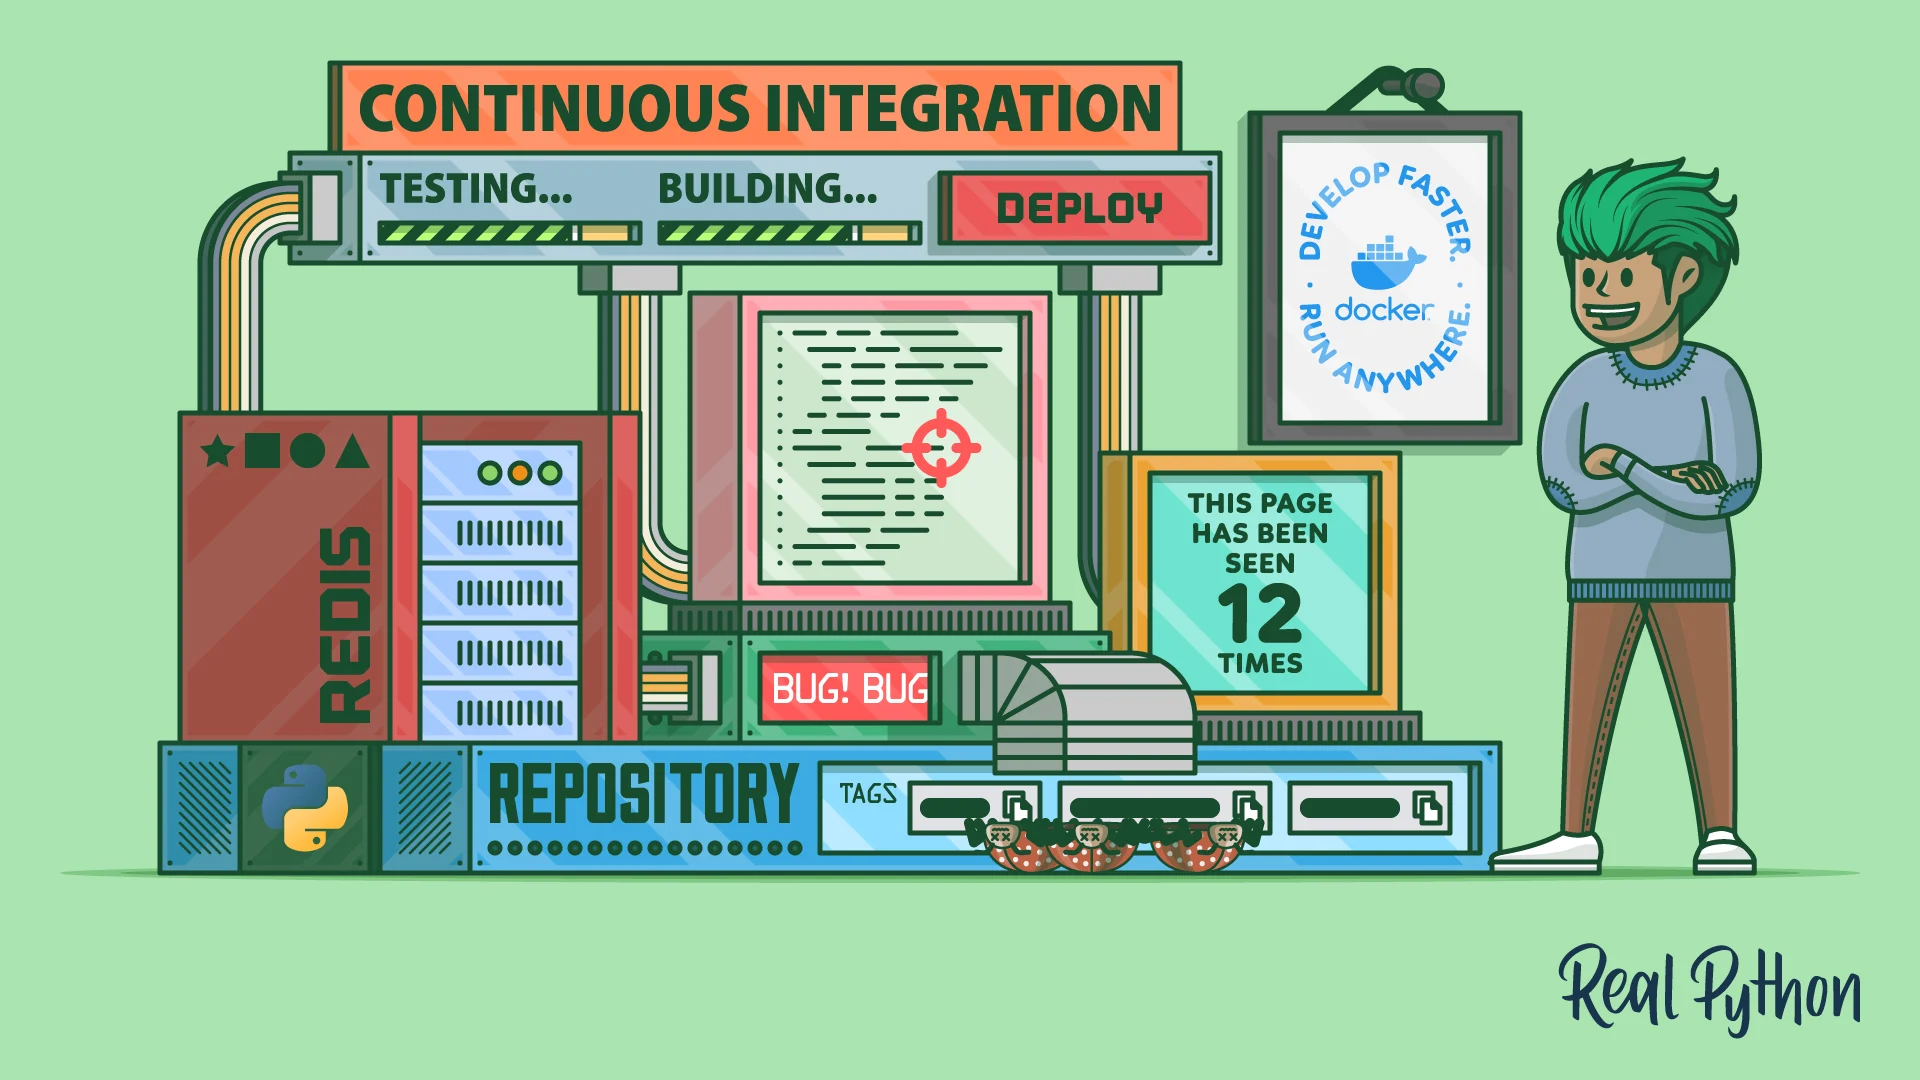 CONTINUOUS INTEGRATION
TESTING...
BUILDING...
DEPLOY
DEVELOP FASTER.
docker
RUN ANYWHERE.
THIS PAGE
HAS BEEN
SEEN
12
TIMES
REDIS
BUG! BUG
REPOSITORY
TAGS
Real Python